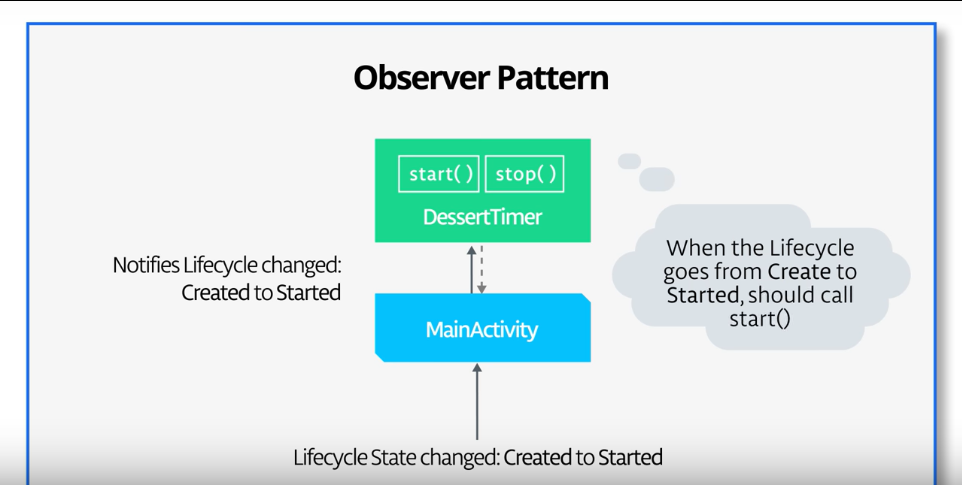 Observer Pattern
start() stop()
DessertTimer
Notifies Lifecycle changed:
Created to Started
When the Lifecycle
goes from Create to
Started, should call
start()
MainActivity
Lifecycle State changed: Created to Started